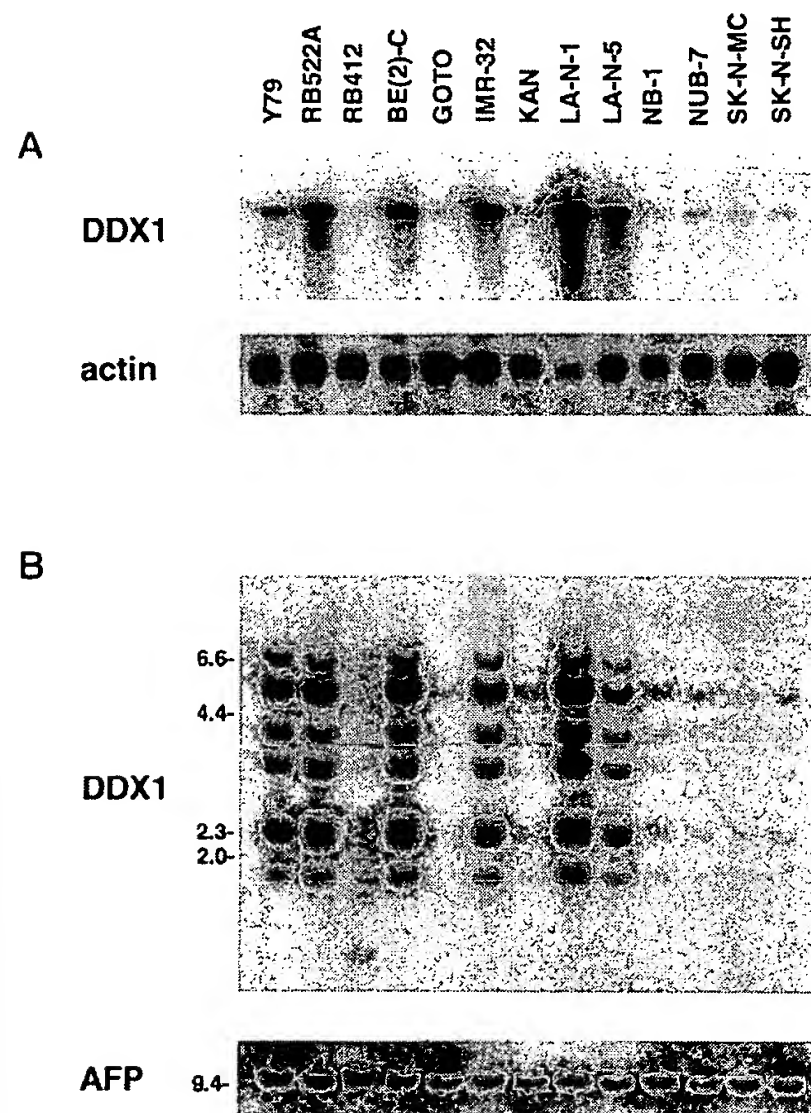 Y79
RB522A
RB412
BE(2)-C
GOTO
IMR-32
KAN
LA-N-1
LA-N-5
NB-1
NUB-7
SK-N-MC
SK-N-SH
A
DDX1
actin
B
6.6-
4.4-
DDX1
2.3-
2.0-
AFP 9.4-